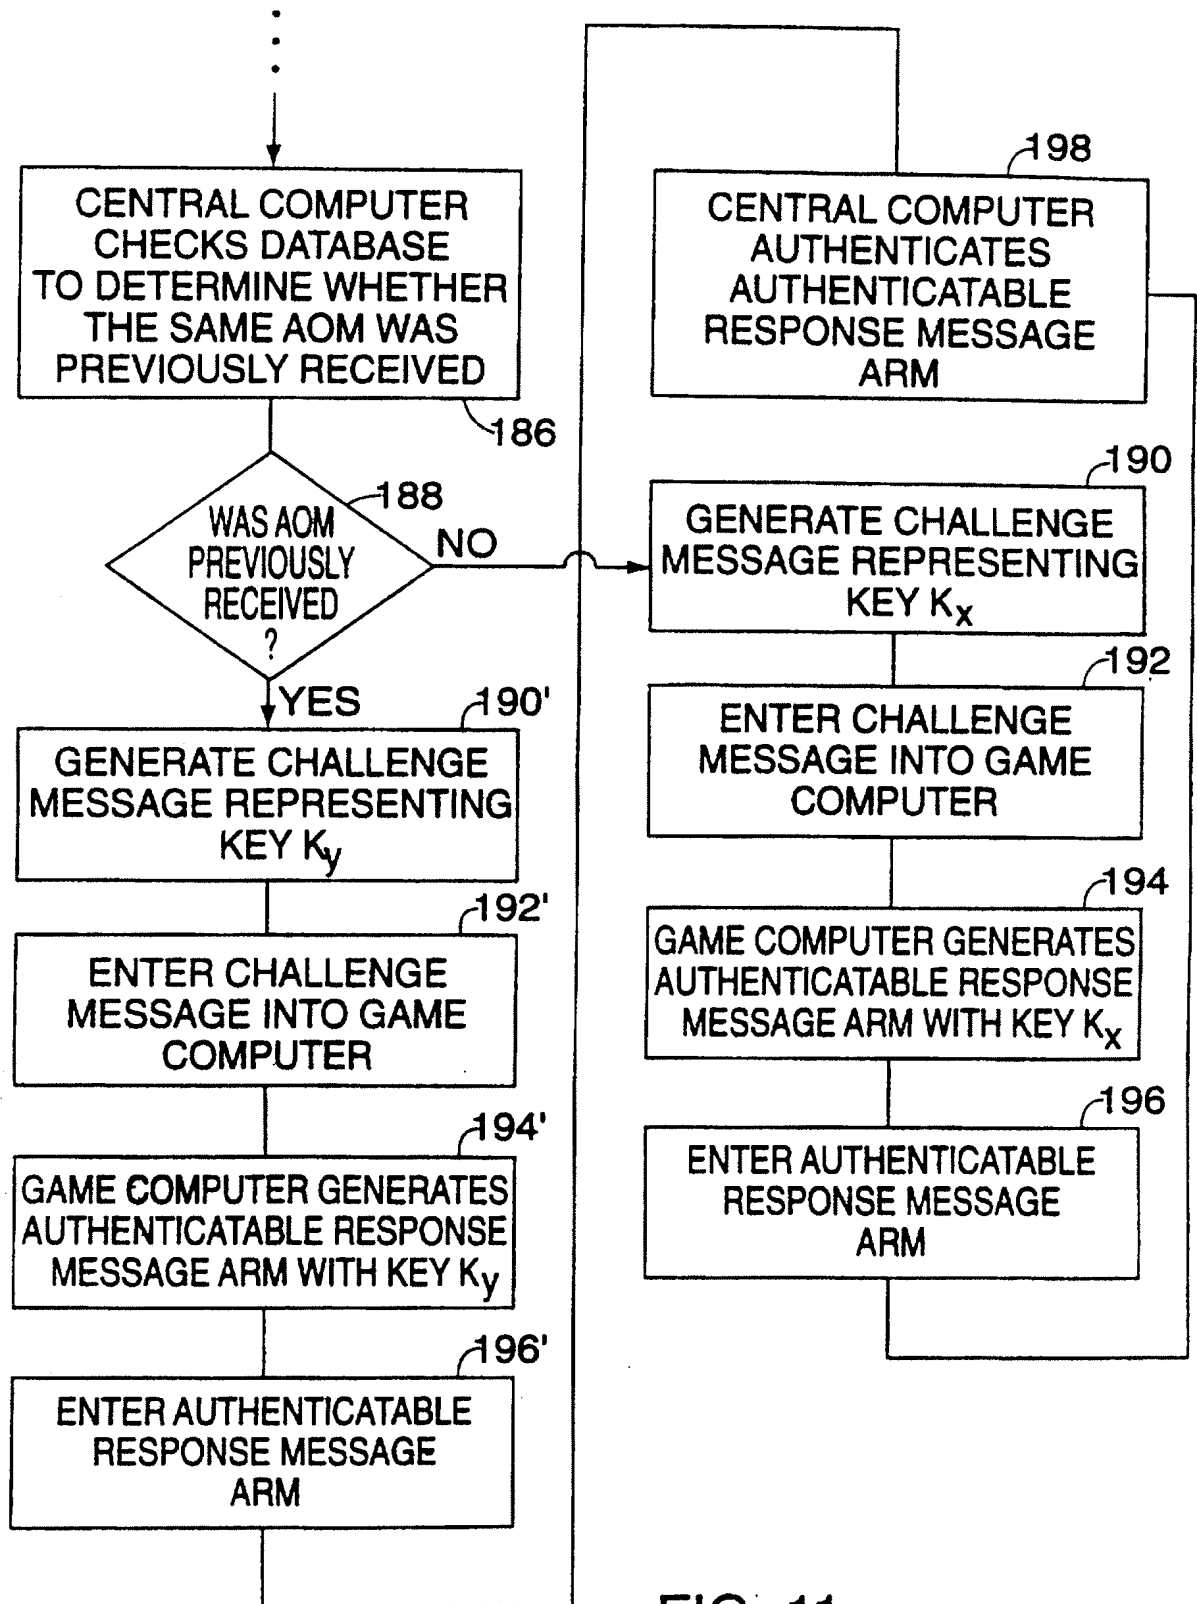 CENTRAL COMPUTER
CHECKS DATABASE
TO DETERMINE WHETHER
THE SAME AOM WAS
PREVIOUSLY RECEIVED
186
188
WAS AOM
PREVIOUSLY
RECEIVED
?
NO
YES
190'
GENERATE CHALLENGE
MESSAGE REPRESENTING
KEY Ky
192'
ENTER CHALLENGE
MESSAGE INTO GAME
COMPUTER
194'
GAME COMPUTER GENERATES
AUTHENTICATABLE RESPONSE
MESSAGE ARM WITH KEY Ky
196'
ENTER AUTHENTICATABLE
RESPONSE MESSAGE
ARM
198
CENTRAL COMPUTER
AUTHENTICATES
AUTHENTICATABLE
RESPONSE MESSAGE
ARM
190
GENERATE CHALLENGE
MESSAGE REPRESENTING
KEY Kx
192
ENTER CHALLENGE
MESSAGE INTO GAME
COMPUTER
194
GAME COMPUTER GENERATES
AUTHENTICATABLE RESPONSE
MESSAGE ARM WITH KEY Kx
196
ENTER AUTHENTICATABLE
RESPONSE MESSAGE
ARM
FIG. 11